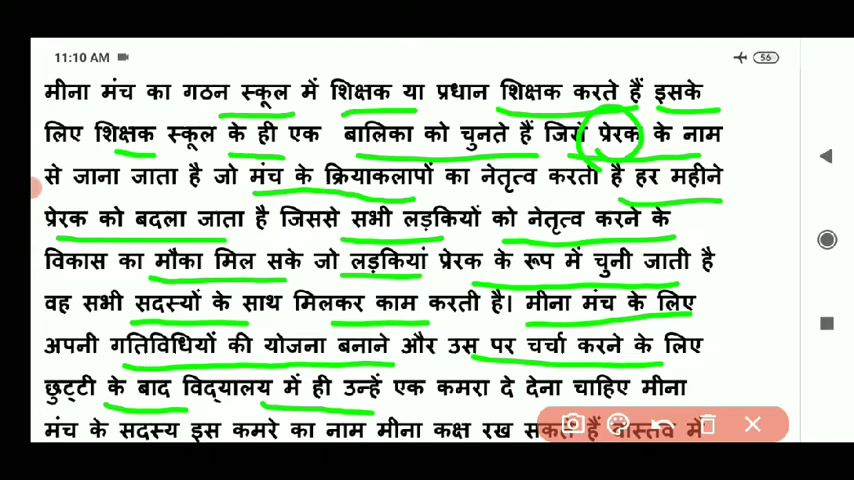 11:10 AM 56
मीना मंच का गठन स्कूल में शिक्षक या प्रधान शिक्षक करते हैं इसके
लिए शिक्षक स्कूल के ही एक बालिका को चुनते हैं जिसे प्रेरक के नाम
से जाना जाता है जो मंच के क्रियाकलापों का नेतृत्व करती है हर महीने
प्रेरक को बदला जाता है जिससे सभी लड़कियों को नेतृत्व करने के
विकास का मौका मिल सके जो लड़कियां प्रेरक के रूप में चुनी जाती है
वह सभी सदस्यों के साथ मिलकर काम करती है। मीना मंच के लिए
अपनी गतिविधियों की योजना बनाने और उस पर चर्चा करने के लिए
छुट्टी के बाद विद्यालय में ही उन्हें एक कमरा दे देना चाहिए मीना
मंच के सदस्य इस कमरे का नाम मीना कक्ष रख सकते हैं वास्तव में